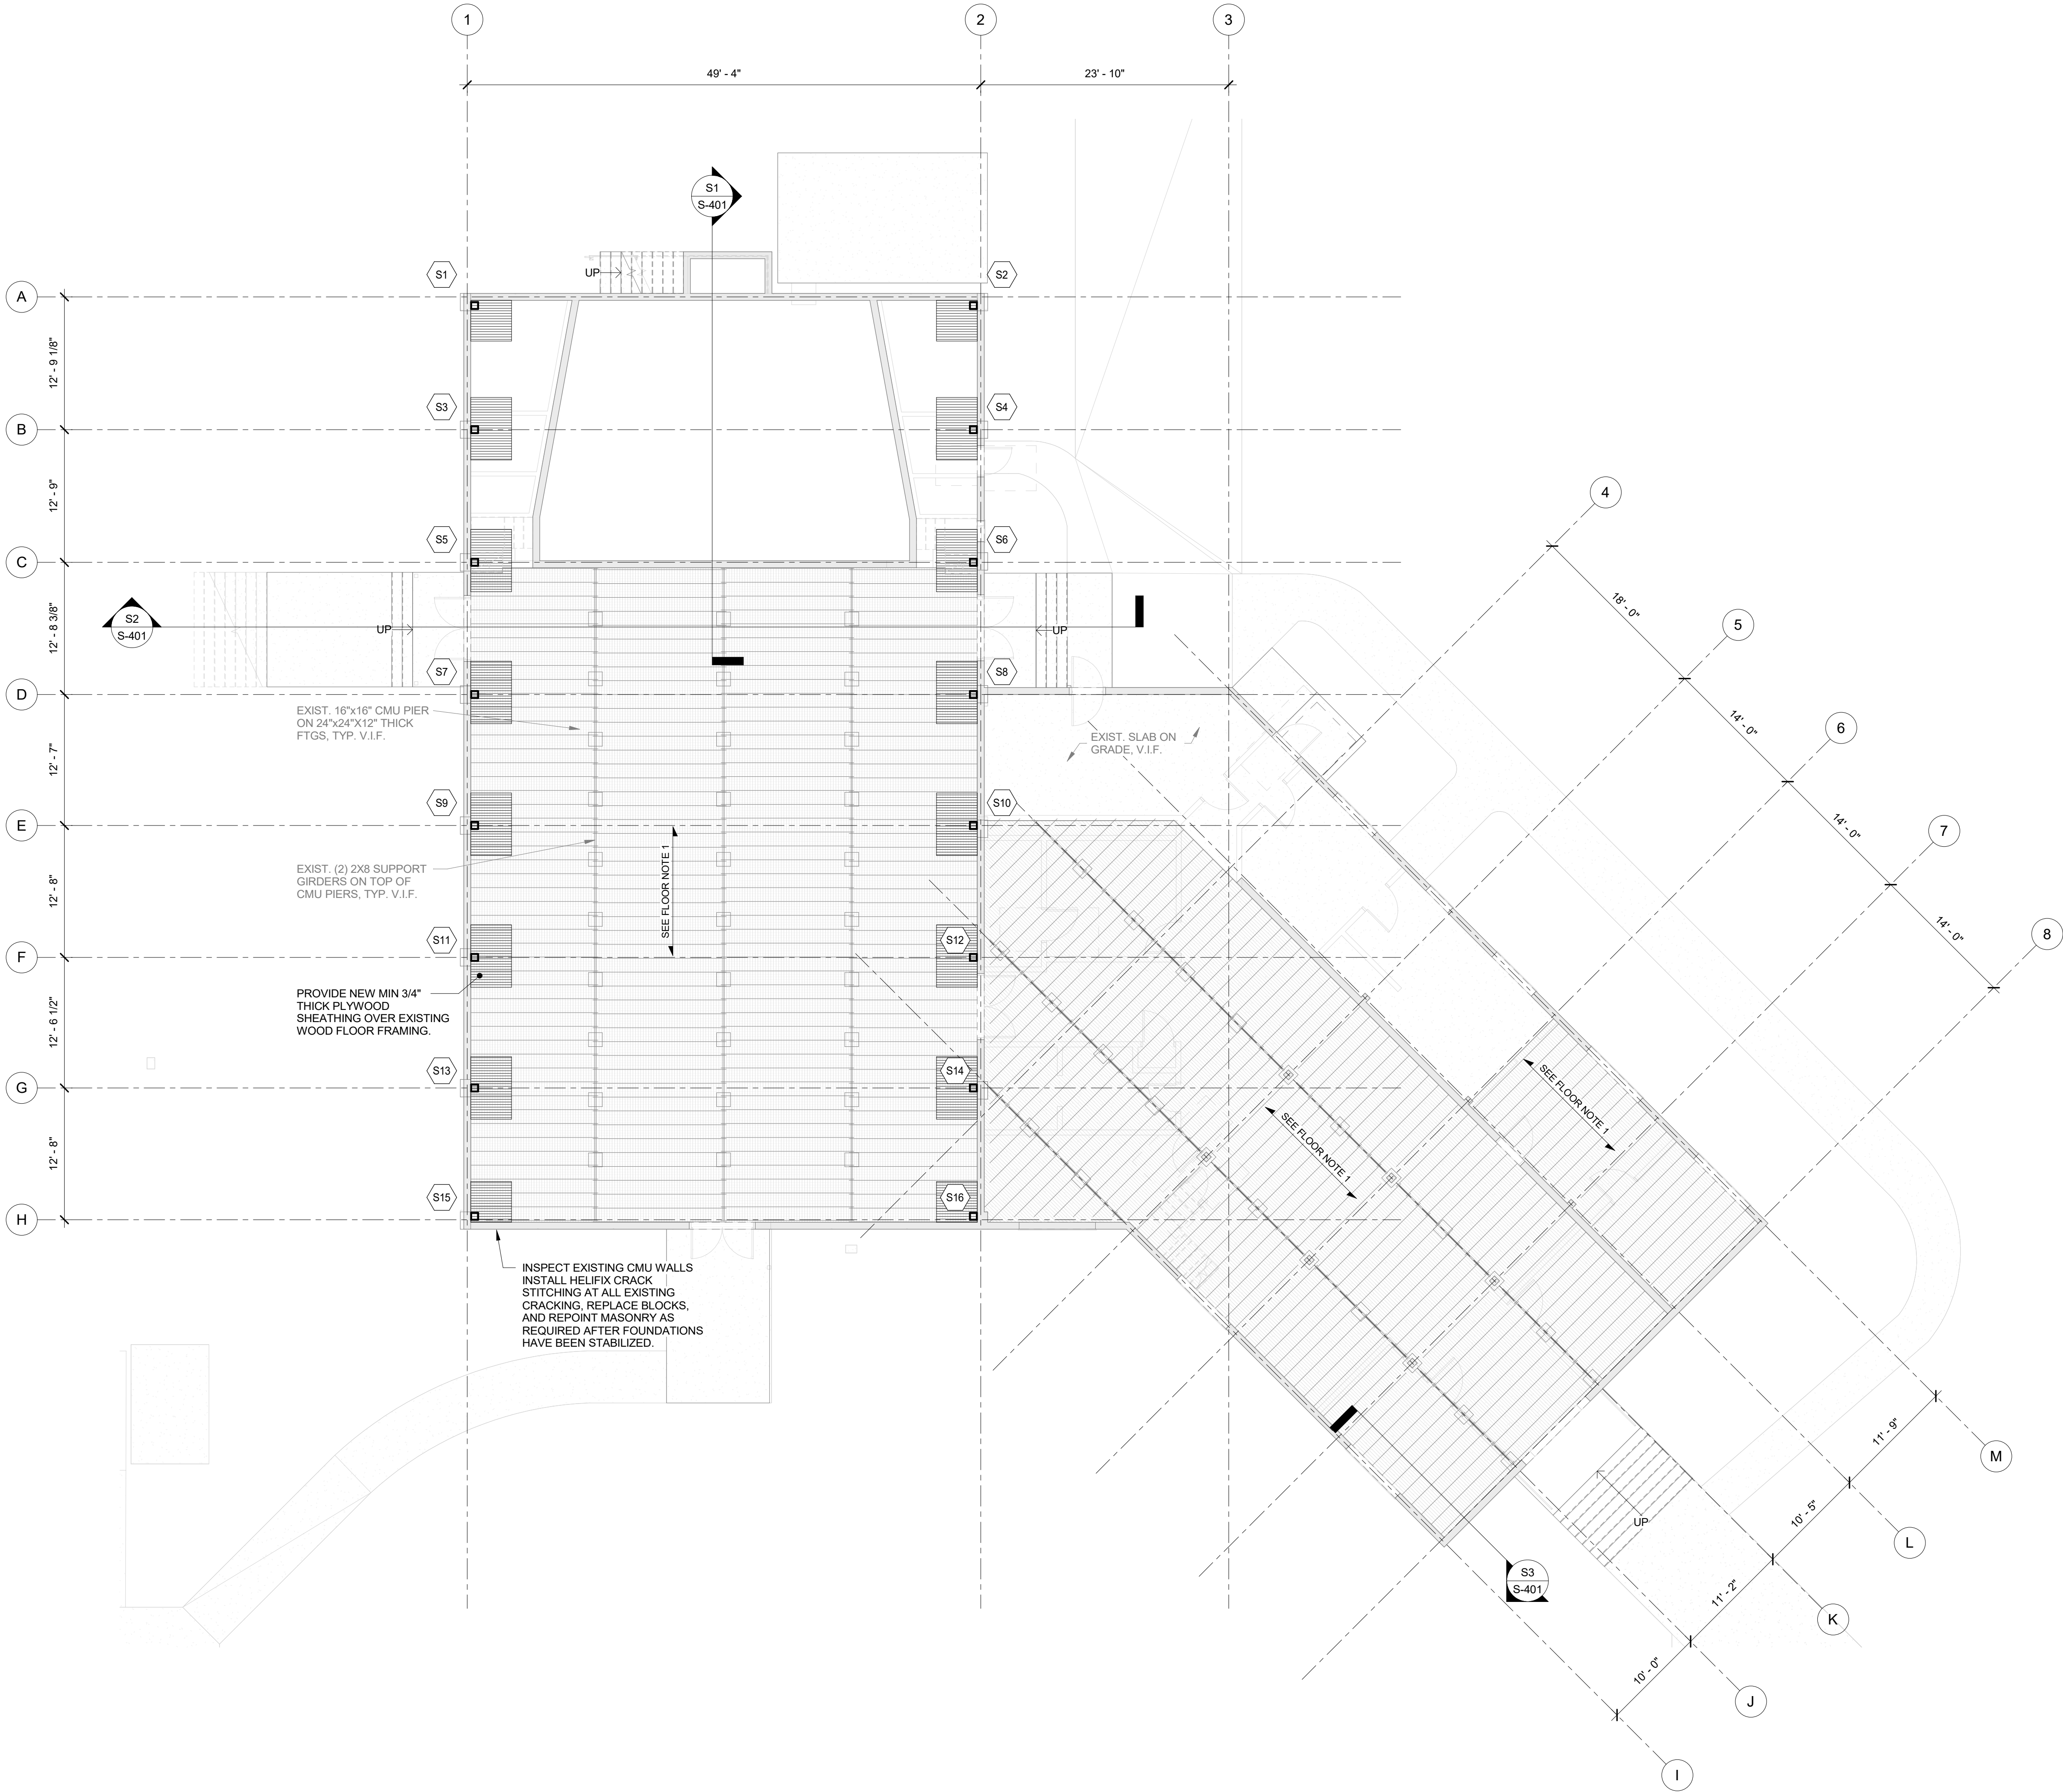 1
2
3
49' - 4"
23' - 10"
S1
S-401
UP
S1
S2
A
12' - 9 1/8"
S3
S4
B
12' - 9"
4
S5
S6
C
18' - 0"
12' - 8 3/8"
S2
S-401
UP
UP
5
S7
S8
D
EXIST. 16"x16" CMU PIER
ON 24"x24"X12" THICK
FTGS, TYP. V.I.F.
EXIST. SLAB ON
GRADE, V.I.F.
14' - 0"
6
12' - 7"
S9
S10
E
14' - 0"
7
EXIST. (2) 2X8 SUPPORT
GIRDERS ON TOP OF
CMU PIERS, TYP. V.I.F.
SEE FLOOR NOTE 1
12' - 8"
14' - 0"
8
S11
S12
F
PROVIDE NEW MIN 3/4"
THICK PLYWOOD
SHEATHING OVER EXISTING
WOOD FLOOR FRAMING.
12' - 6 1/2"
S13
S14
G
SEE FLOOR NOTE 1
SEE FLOOR NOTE 1
12' - 8"
S15
S16
H
INSPECT EXISTING CMU WALLS
INSTALL HELIFIX CRACK
STITCHING AT ALL EXISTING
CRACKING, REPLACE BLOCKS,
AND REPOINT MASONRY AS
REQUIRED AFTER FOUNDATIONS
HAVE BEEN STABILIZED.
11' - 9"
M
10' - 5"
UP
L
S3
S-401
11' - 2"
K
10' - 0"
J
I